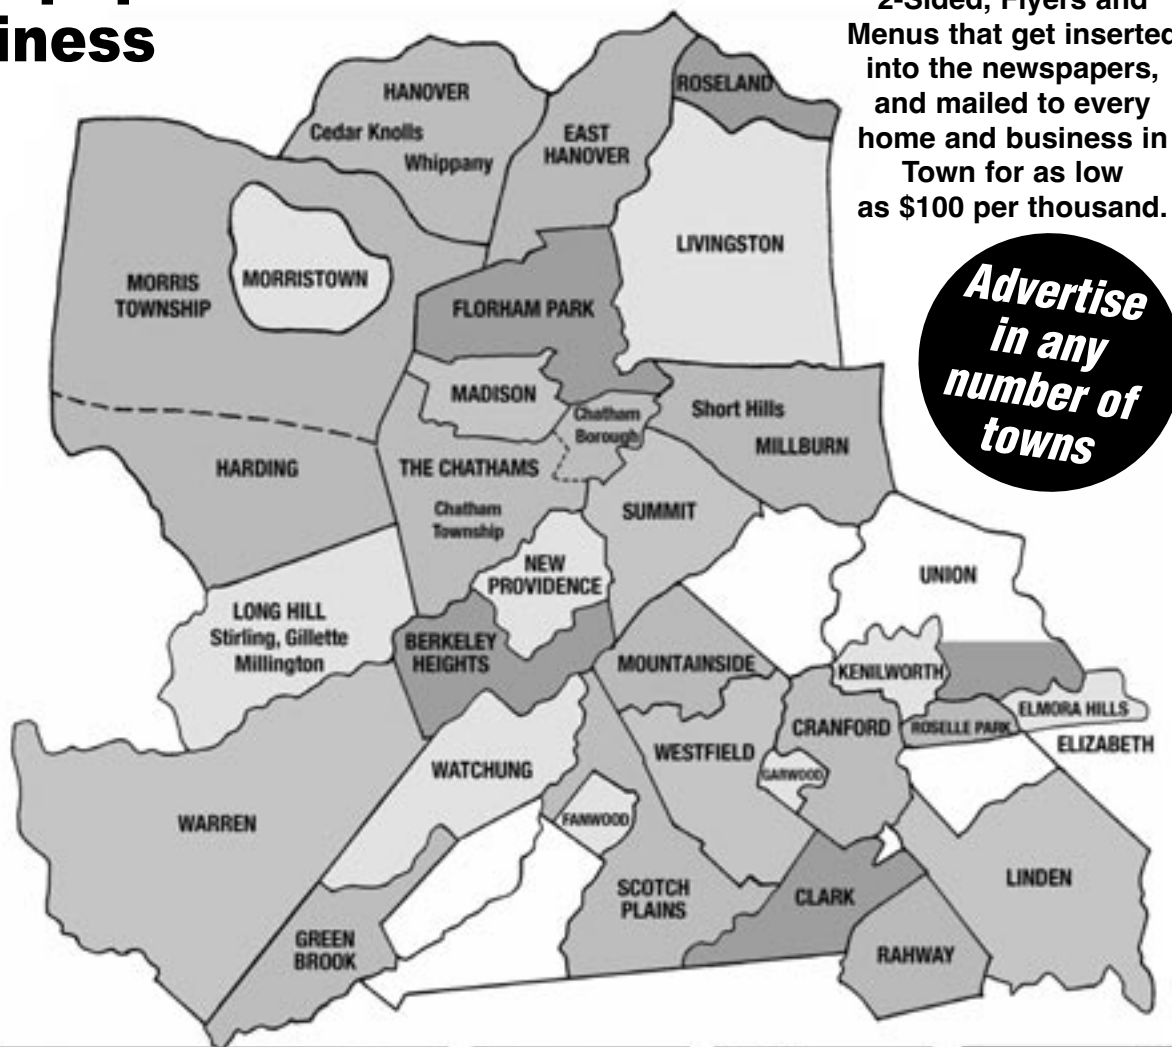 iness
2-Sided, Flyers and
Menus that get inserted
into the newspapers,
and mailed to every
home and business in
Town for as low
as $100 per thousand.
Advertise
in any
number of
towns
HANOVER
Cedar Knolls
Whippany
EAST
HANOVER
ROSELAND
LIVINGSTON
MORRIS
TOWNSHIP
MORRISTOWN
FLORHAM PARK
MADISON
Chatham
Borough
Short Hills
MILLBURN
HARDING
THE CHATHAMS
Chatham
Township
SUMMIT
NEW
PROVIDENCE
UNION
LONG HILL
Stirling, Gillette
Millington
BERKELEY
HEIGHTS
MOUNTAINSIDE
KENILWORTH
ELMORA HILLS
ROSELLE PARK
CRANFORD
ELIZABETH
WESTFIELD
GARWOOD
WATCHUNG
WARREN
FANWOOD
SCOTCH
PLAINS
CLARK
LINDEN
GREEN
BROOK
RAHWAY